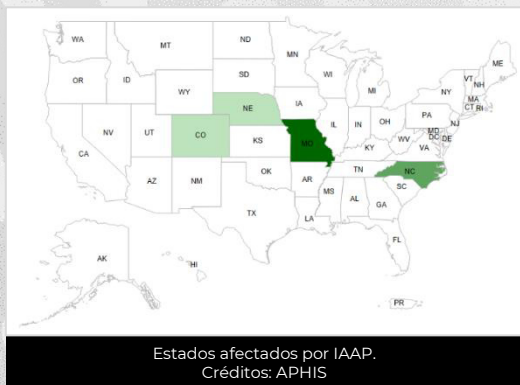 WA
MT
ND
MN
ME
OR
ID
SD
WI
MI
VT
NH
NY
MA
CT RI
WY
IA
NE
PA
NJ
NV
UT
CO
KS
MO
IL
IN
OH
MD
DC DE
WV
VA
KY
CA
AZ
NM
OK
AR
TN
NC
SC
MS
AL
GA
TX
LA
FL
AK
HI
PR
Estados afectados por IAAP.
Créditos: APHIS